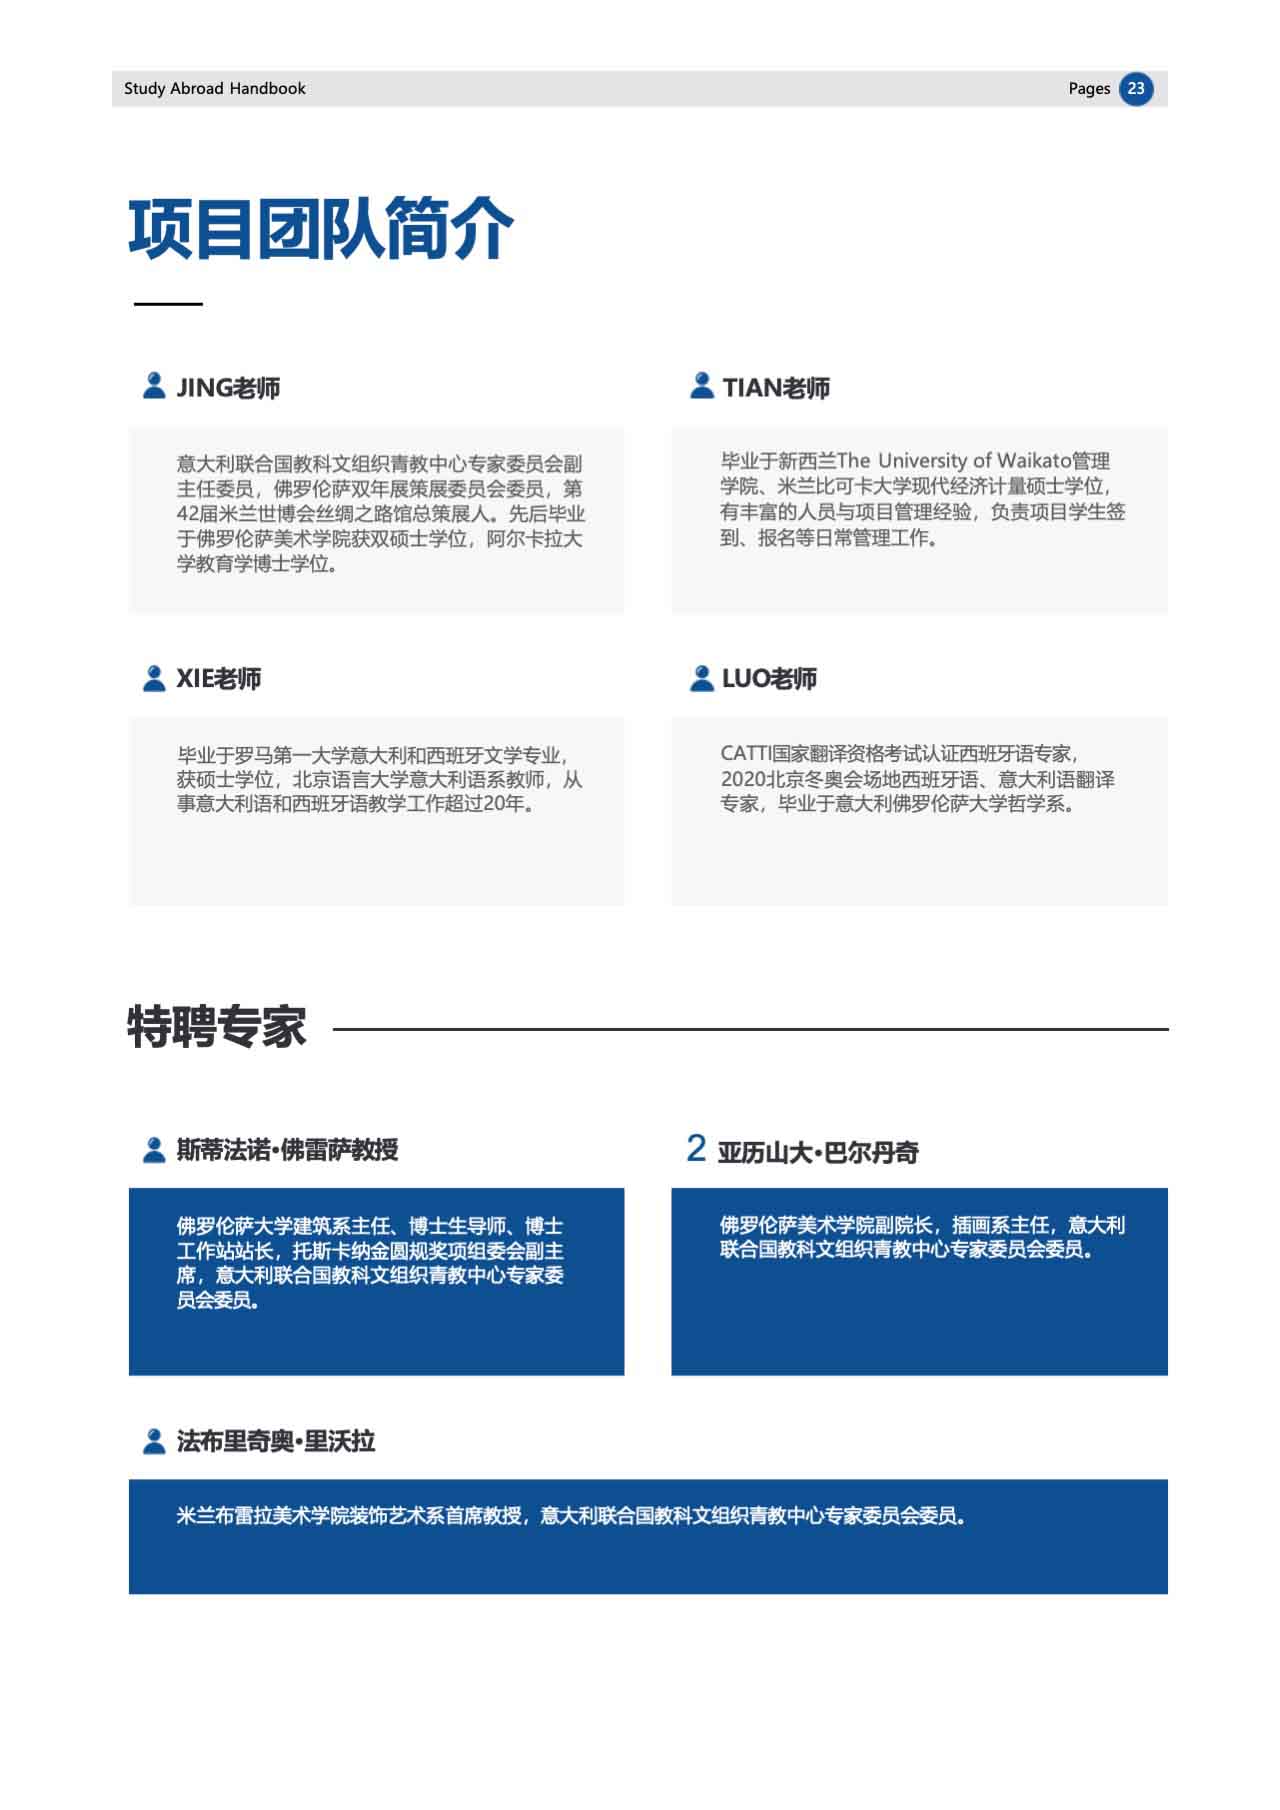 Study Abroad Handbook
Pages 23
项目团队简介
JING老师
意大利联合国教科文组织青教中心专家委员会副
主任委员，佛罗伦萨双年展策展委员会委员，第
42届米兰世博会丝绸之路馆总策展人。先后毕业
于佛罗伦萨美术学院获双硕士学位，阿尔卡拉大
学教育学博士学位。
TIAN老师
毕业于新西兰The University of Waikato管理
学院、米兰比可卡大学现代经济计量硕士学位，
有丰富的人员与项目管理经验，负责项目学生签
到、报名等日常管理工作。
XIE老师
毕业于罗马第一大学意大利和西班牙文学专业，
获硕士学位，北京语言大学意大利语系教师，从
事意大利语和西班牙语教学工作超过20年。
LUO老师
CATTI国家翻译资格考试认证西班牙语专家，
2020北京冬奥会场地西班牙语、意大利语翻译
专家，毕业于意大利佛罗伦萨大学哲学系。
特聘专家
斯蒂法诺·佛雷萨教授
佛罗伦萨大学建筑系主任、博士生导师、博士
工作站站长，托斯卡纳金圆规奖项组委会副主
席，意大利联合国教科文组织青教中心专家委
员会委员。
2 亚历山大·巴尔丹奇
佛罗伦萨美术学院副院长，插画系主任，意大利
联合国教科文组织青教中心专家委员会委员。
法布里奇奥·里沃拉
米兰布雷拉美术学院装饰艺术系首席教授，意大利联合国教科文组织青教中心专家委员会委员。